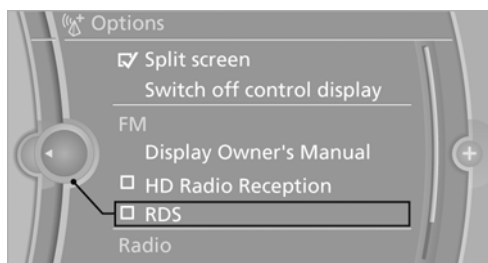 Options
Split screen
Switch off control display
FM
Display Owner's Manual
HD Radio Reception
RDS
Radio